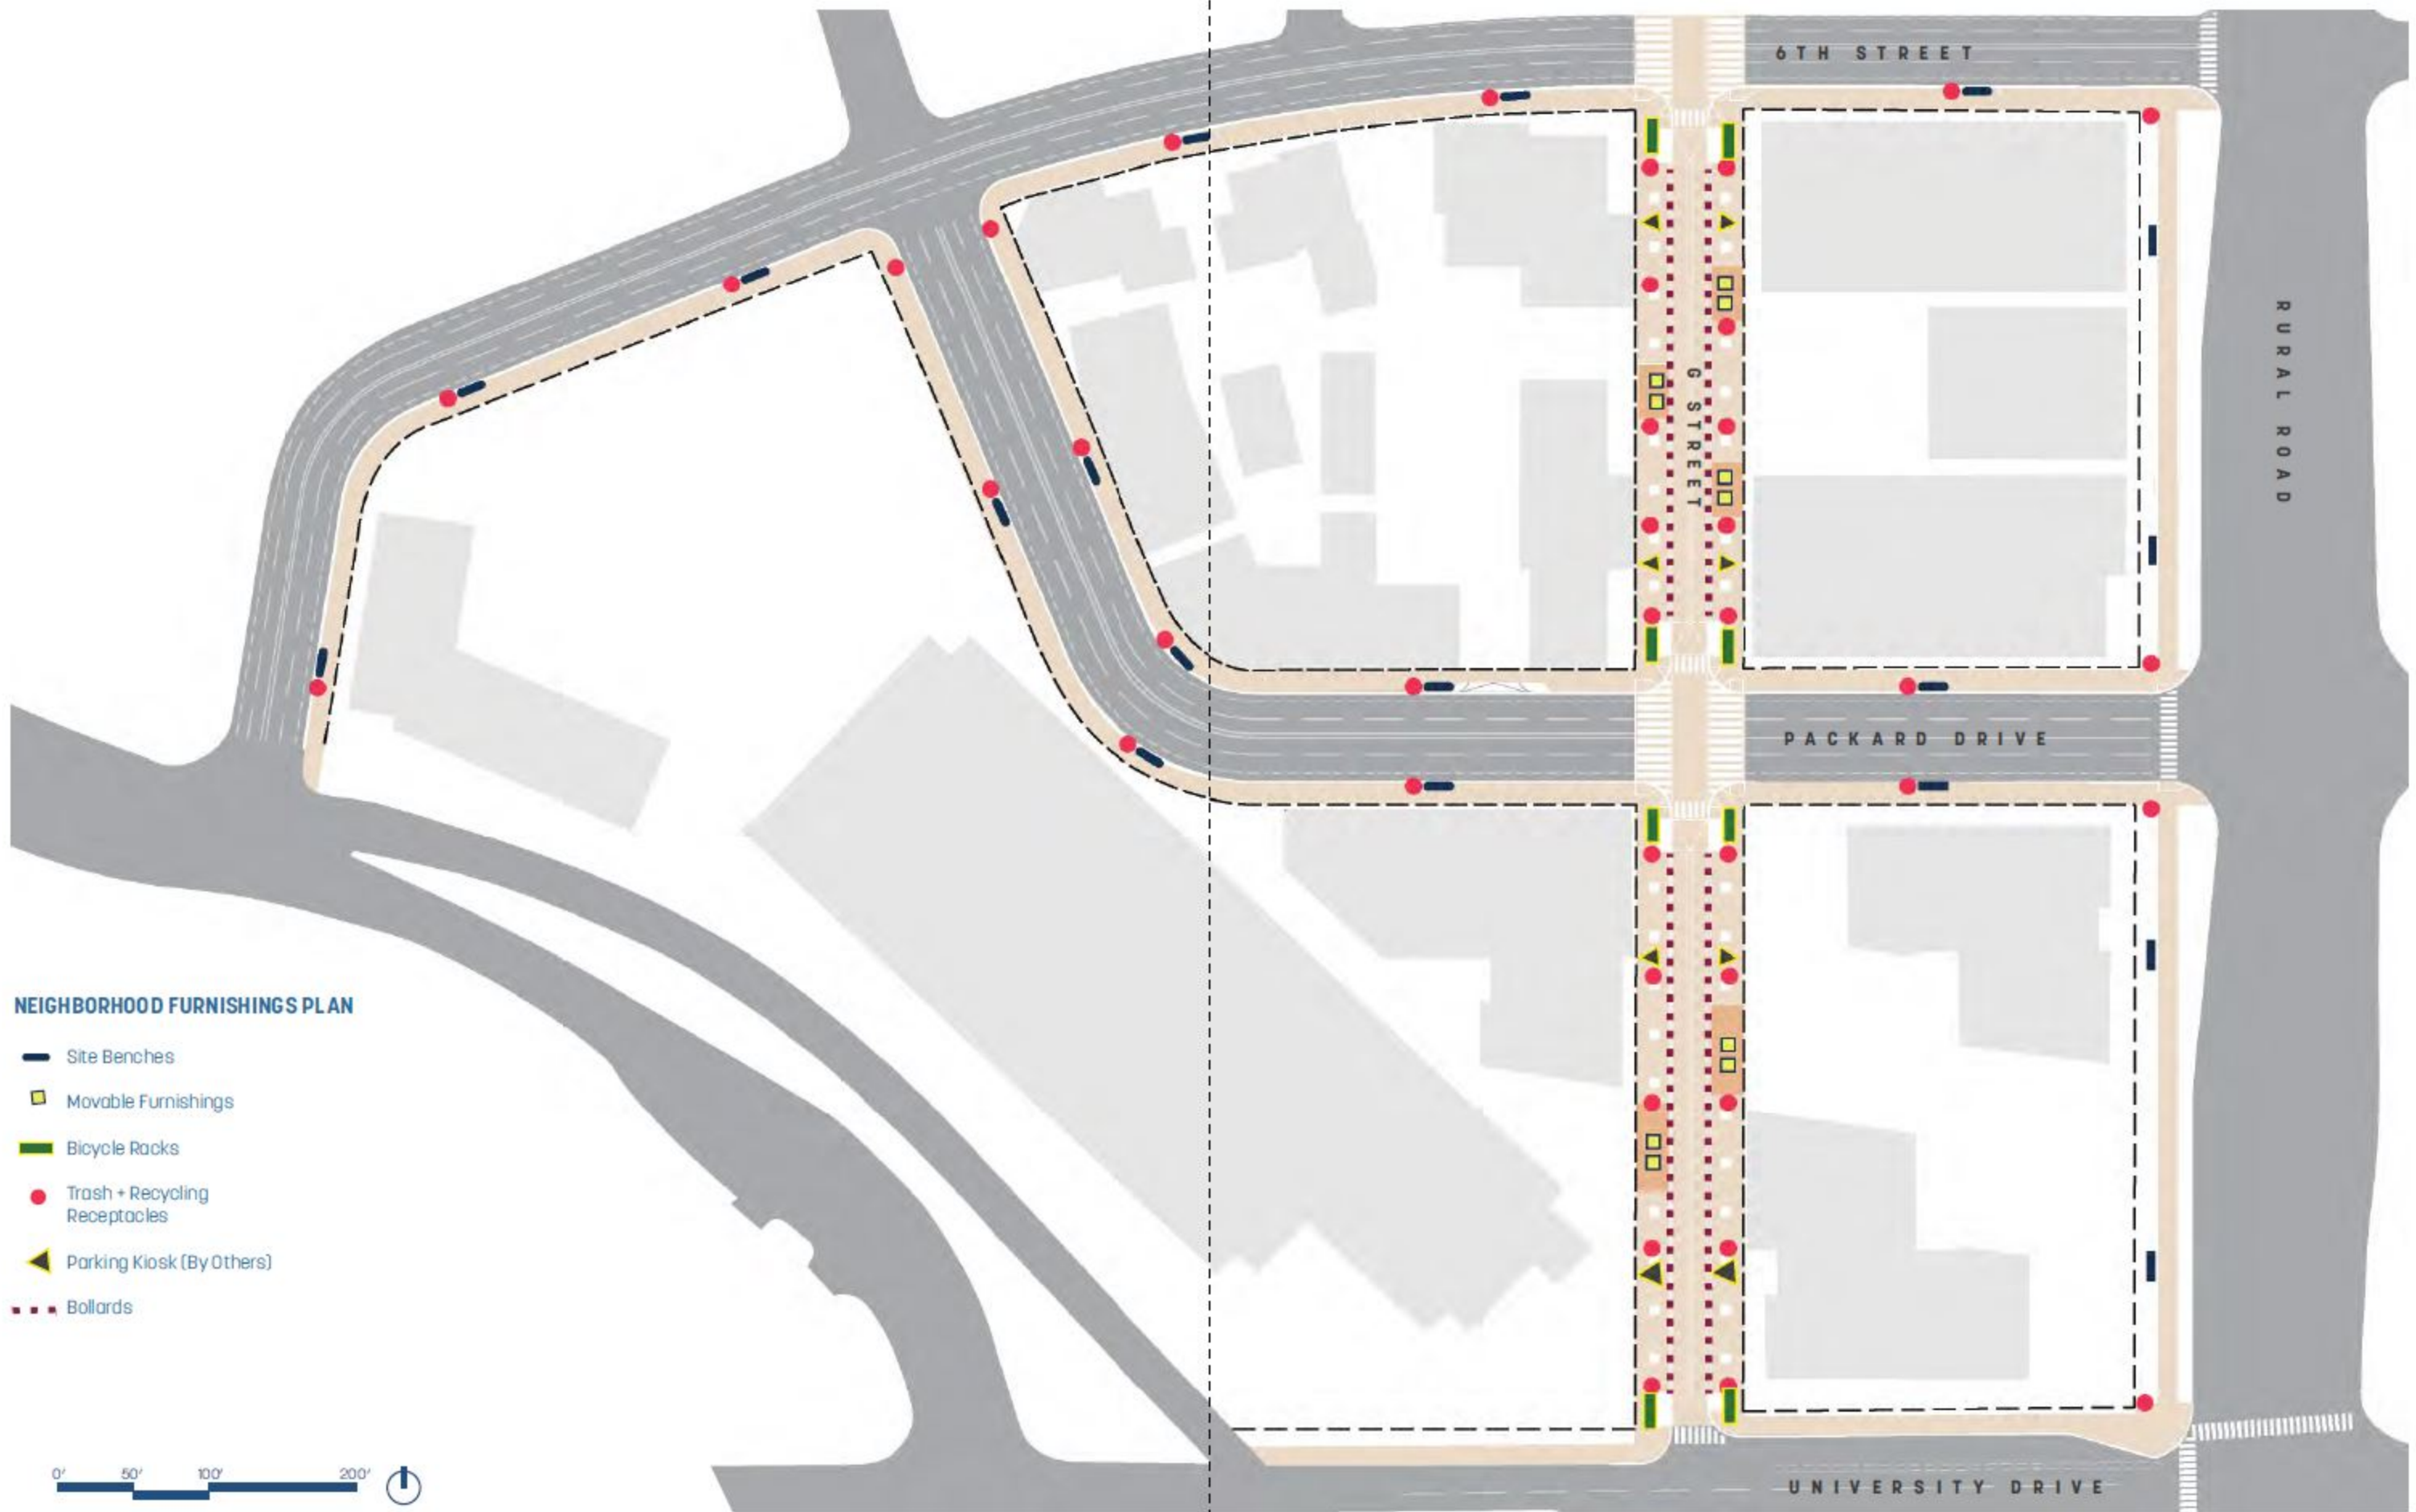 6TH STREET
RURAL ROAD
G STREET
PACKARD DRIVE
NEIGHBORHOOD FURNISHINGS PLAN
Site Benches
Movable Furnishings
Bicycle Racks
Trash + Recycling
Receptacles
Parking Kiosk (By Others)
Bollards
0' 50' 100' 200'
UNIVERSITY DRIVE